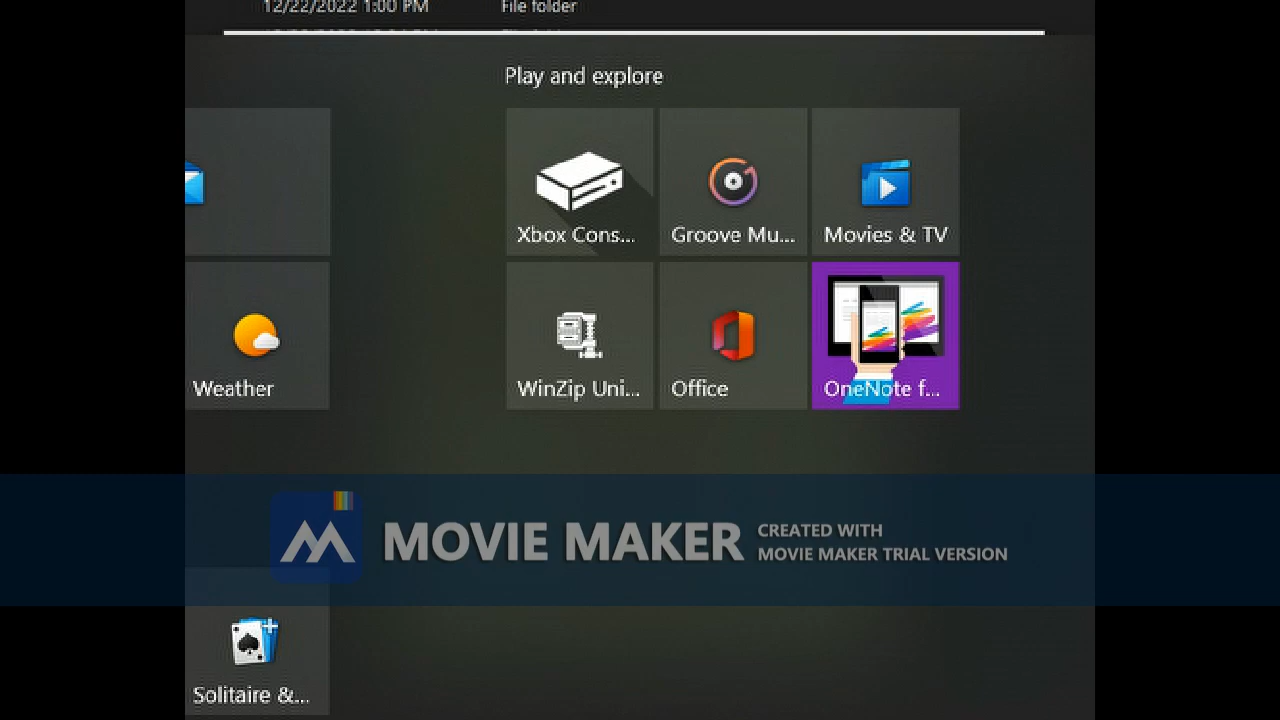 12/22/2022 1:00 PM File folder
Play and explore
Xbox Cons... Groove Mu... Movies & TV
Weather WinZip Uni... Office OneNote f...
MOVIE MAKER
CREATED WITH
MOVIE MAKER TRIAL VERSION
Solitaire &...